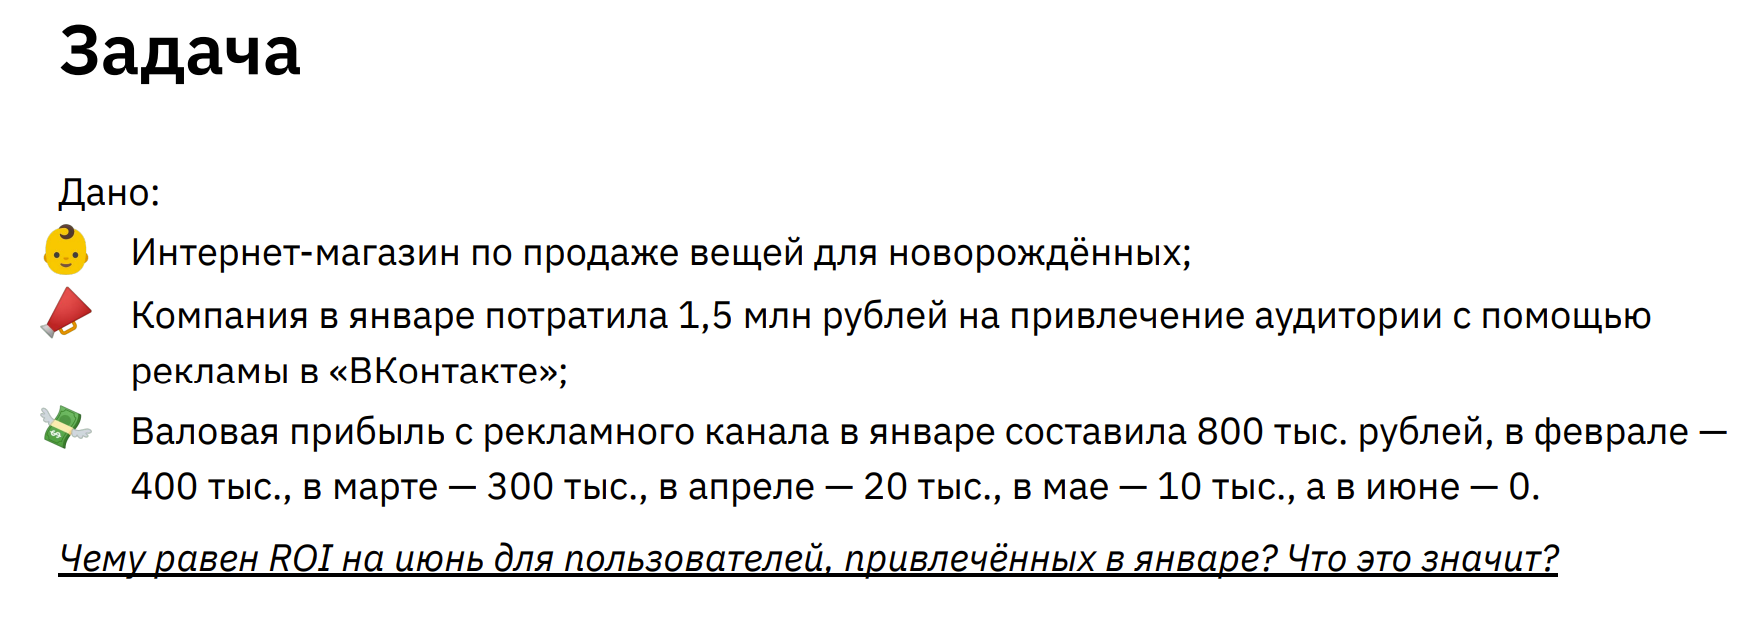 Задача
Дано:
Интернет-магазин по продаже вещей для новорождённых;
Компания в январе потратила 1,5 млн рублей на привлечение аудитории с помощью
рекламы в «ВКонтакте»;
Валовая прибыль с рекламного канала в январе составила 800 тыс. рублей, в феврале —
400 тыс., в марте — 300 тыс., в апреле — 20 тыс., в мае — 10 тыс., а в июне — 0.
Чему равен ROI на июнь для пользователей, привлечённых в январе? Что это значит?